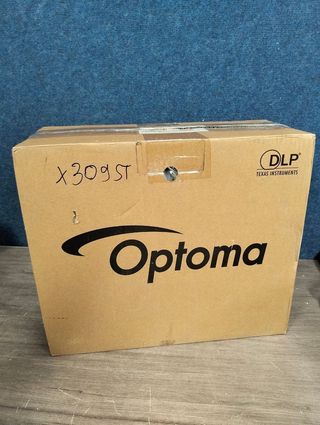 X309ST
DLP®
TEXAS INSTRUMENTS
Optoma